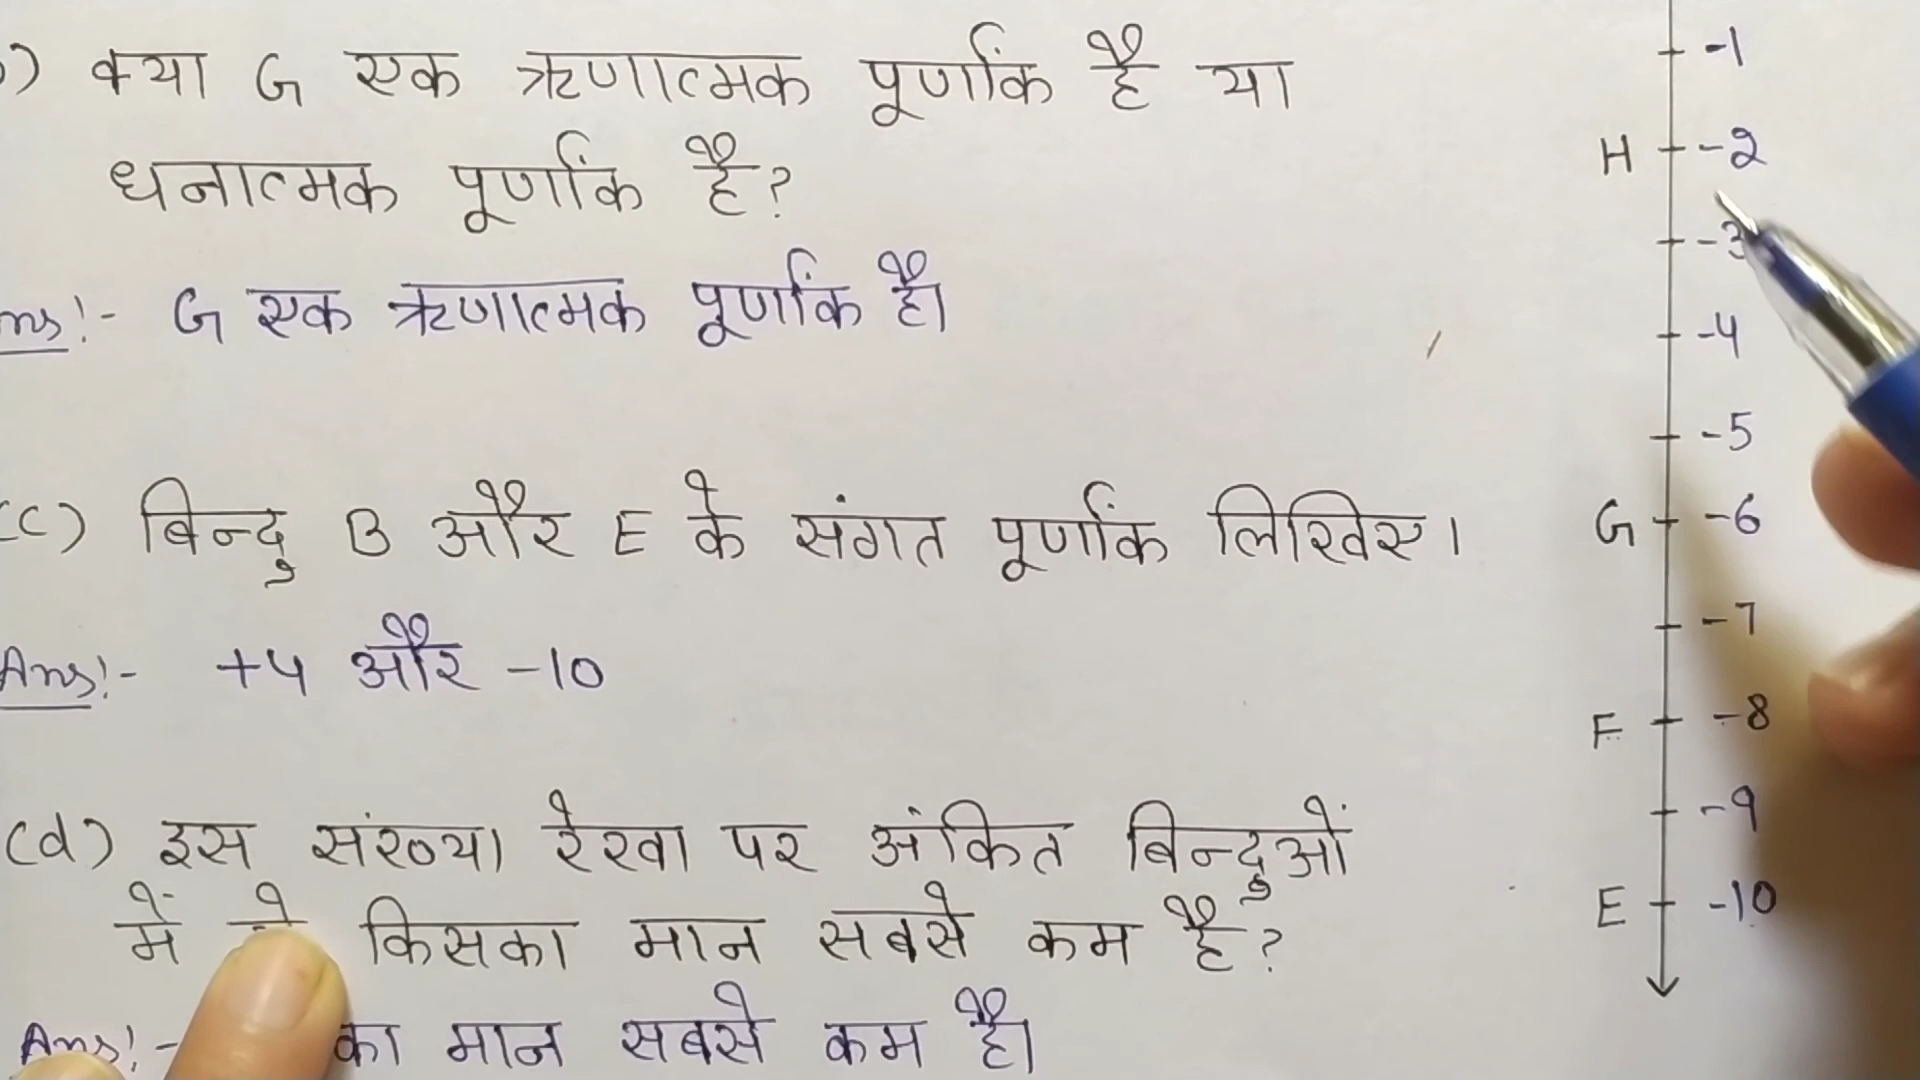 ) क्या G एक ऋणात्मक पूर्णांक है या
धनात्मक पूर्णांक है?
ns:- G एक ऋणात्मक पूर्णांक है।
(c) बिन्दु B और E के संगत पूर्णांक लिखिए।
Ans:- +4 और -10
(d) इस संख्या रेखा पर अंकित बिन्दुओं
में किसका मान सबसे कम है?
Ans:- का मान सबसे कम है।
-1
H -2
-3
-4
-5
G -6
-7
F -8
-9
E -10